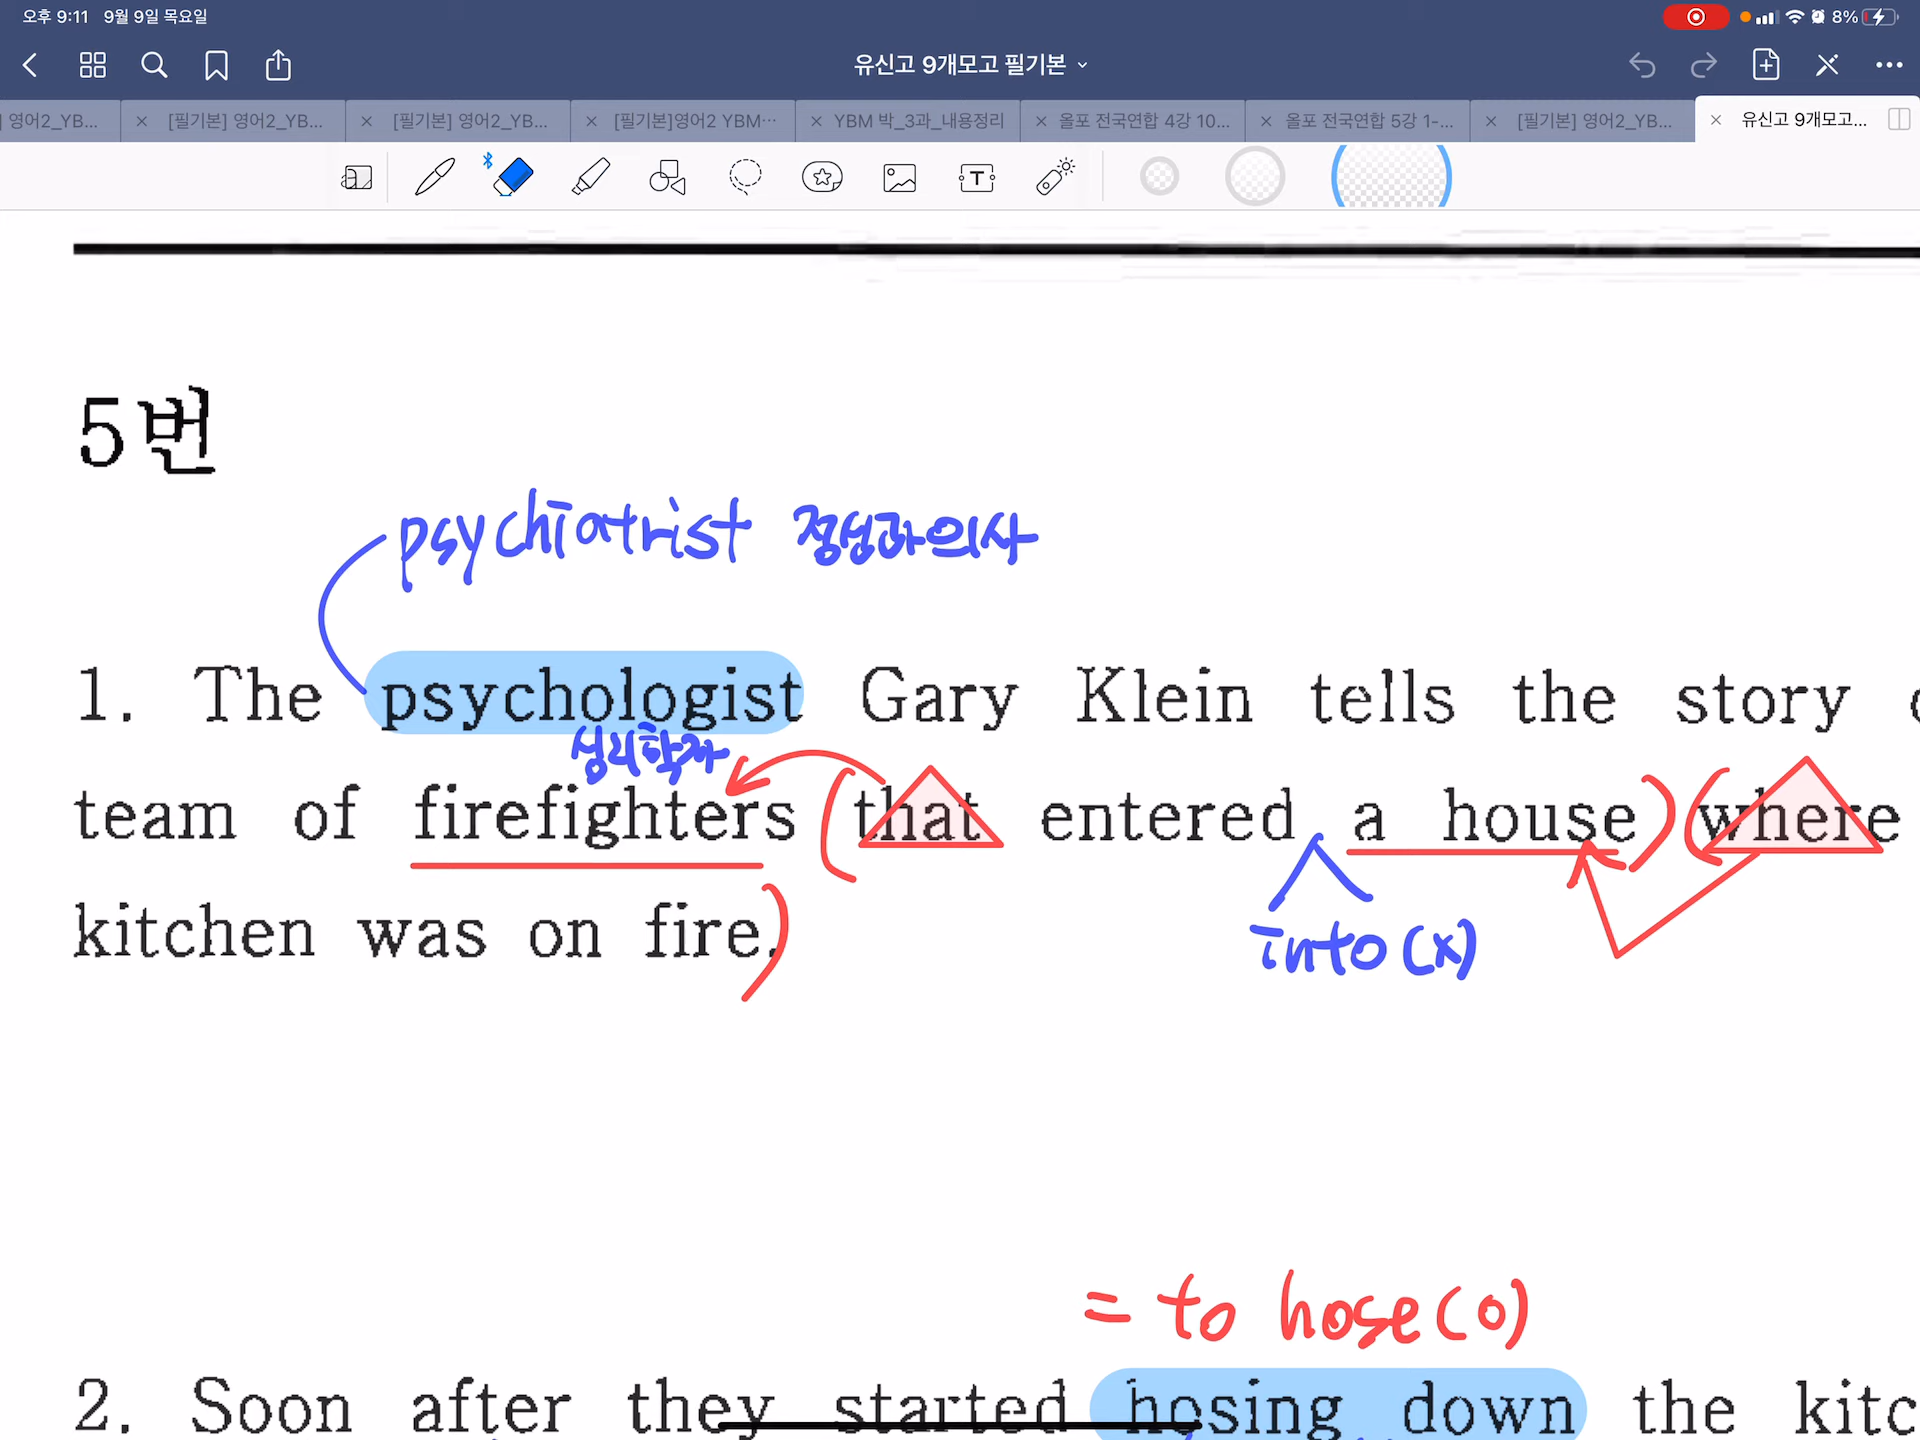 오후 9:11 9월 9일 목요일 8%
유신고 9개모고 필기본
영어2_YB... [필기본] 영어2_YB... [필기본] 영어2_YB... [필기본]영어2 YBM... YBM 박_3과_내용정리 올포 전국연합 4강 10... 올포 전국연합 5강 1-... [필기본] 영어2_YB... 유신고 9개모고...
5번
psychiatrist 정신과의사
1. The psychologist Gary Klein tells the story
심리학자
team of firefighters (that entered a house) (where
kitchen was on fire.)
into (x)
= to hose (o)
2. Soon after they started hosing down the kitc